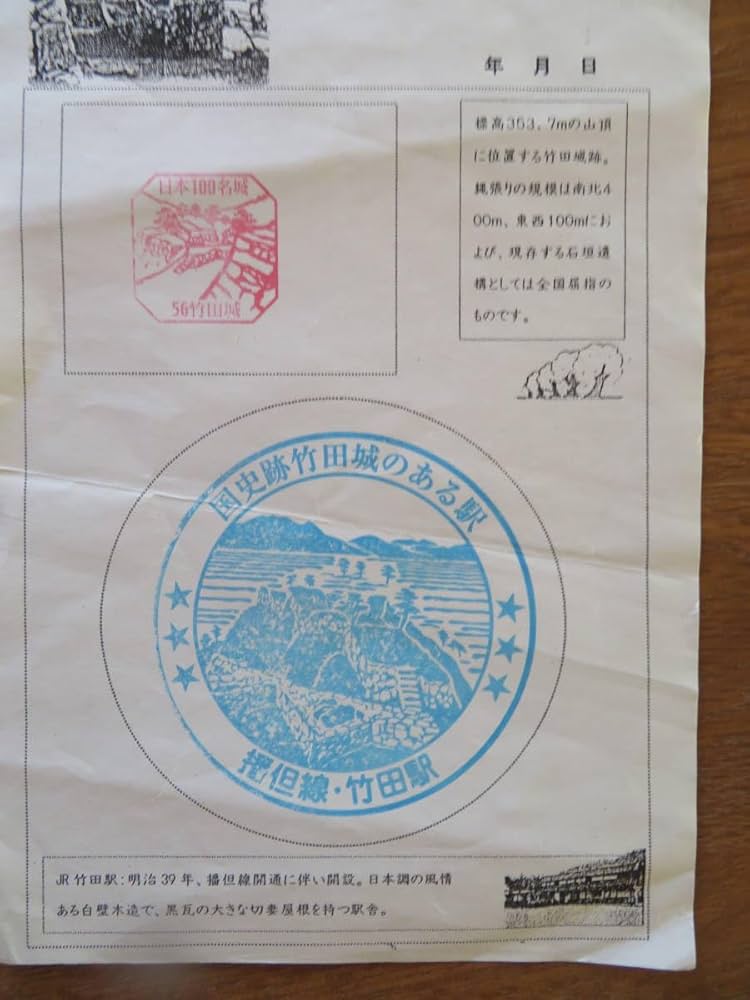 年 月 日
標高353．7mの山頂
に位置する竹田城跡。
縄張りの規模は南北4
00m、東西100mにお
よび、現存する石垣遺
構としては全国屈指の
ものです。
日本100名城
56竹田城
国史跡竹田城のある駅
播但線・竹田駅
JR竹田駅：明治39年、播但線開通に伴い開設。日本調の風情
ある白壁木造で、黒瓦の大きな切妻屋根を持つ駅舎。